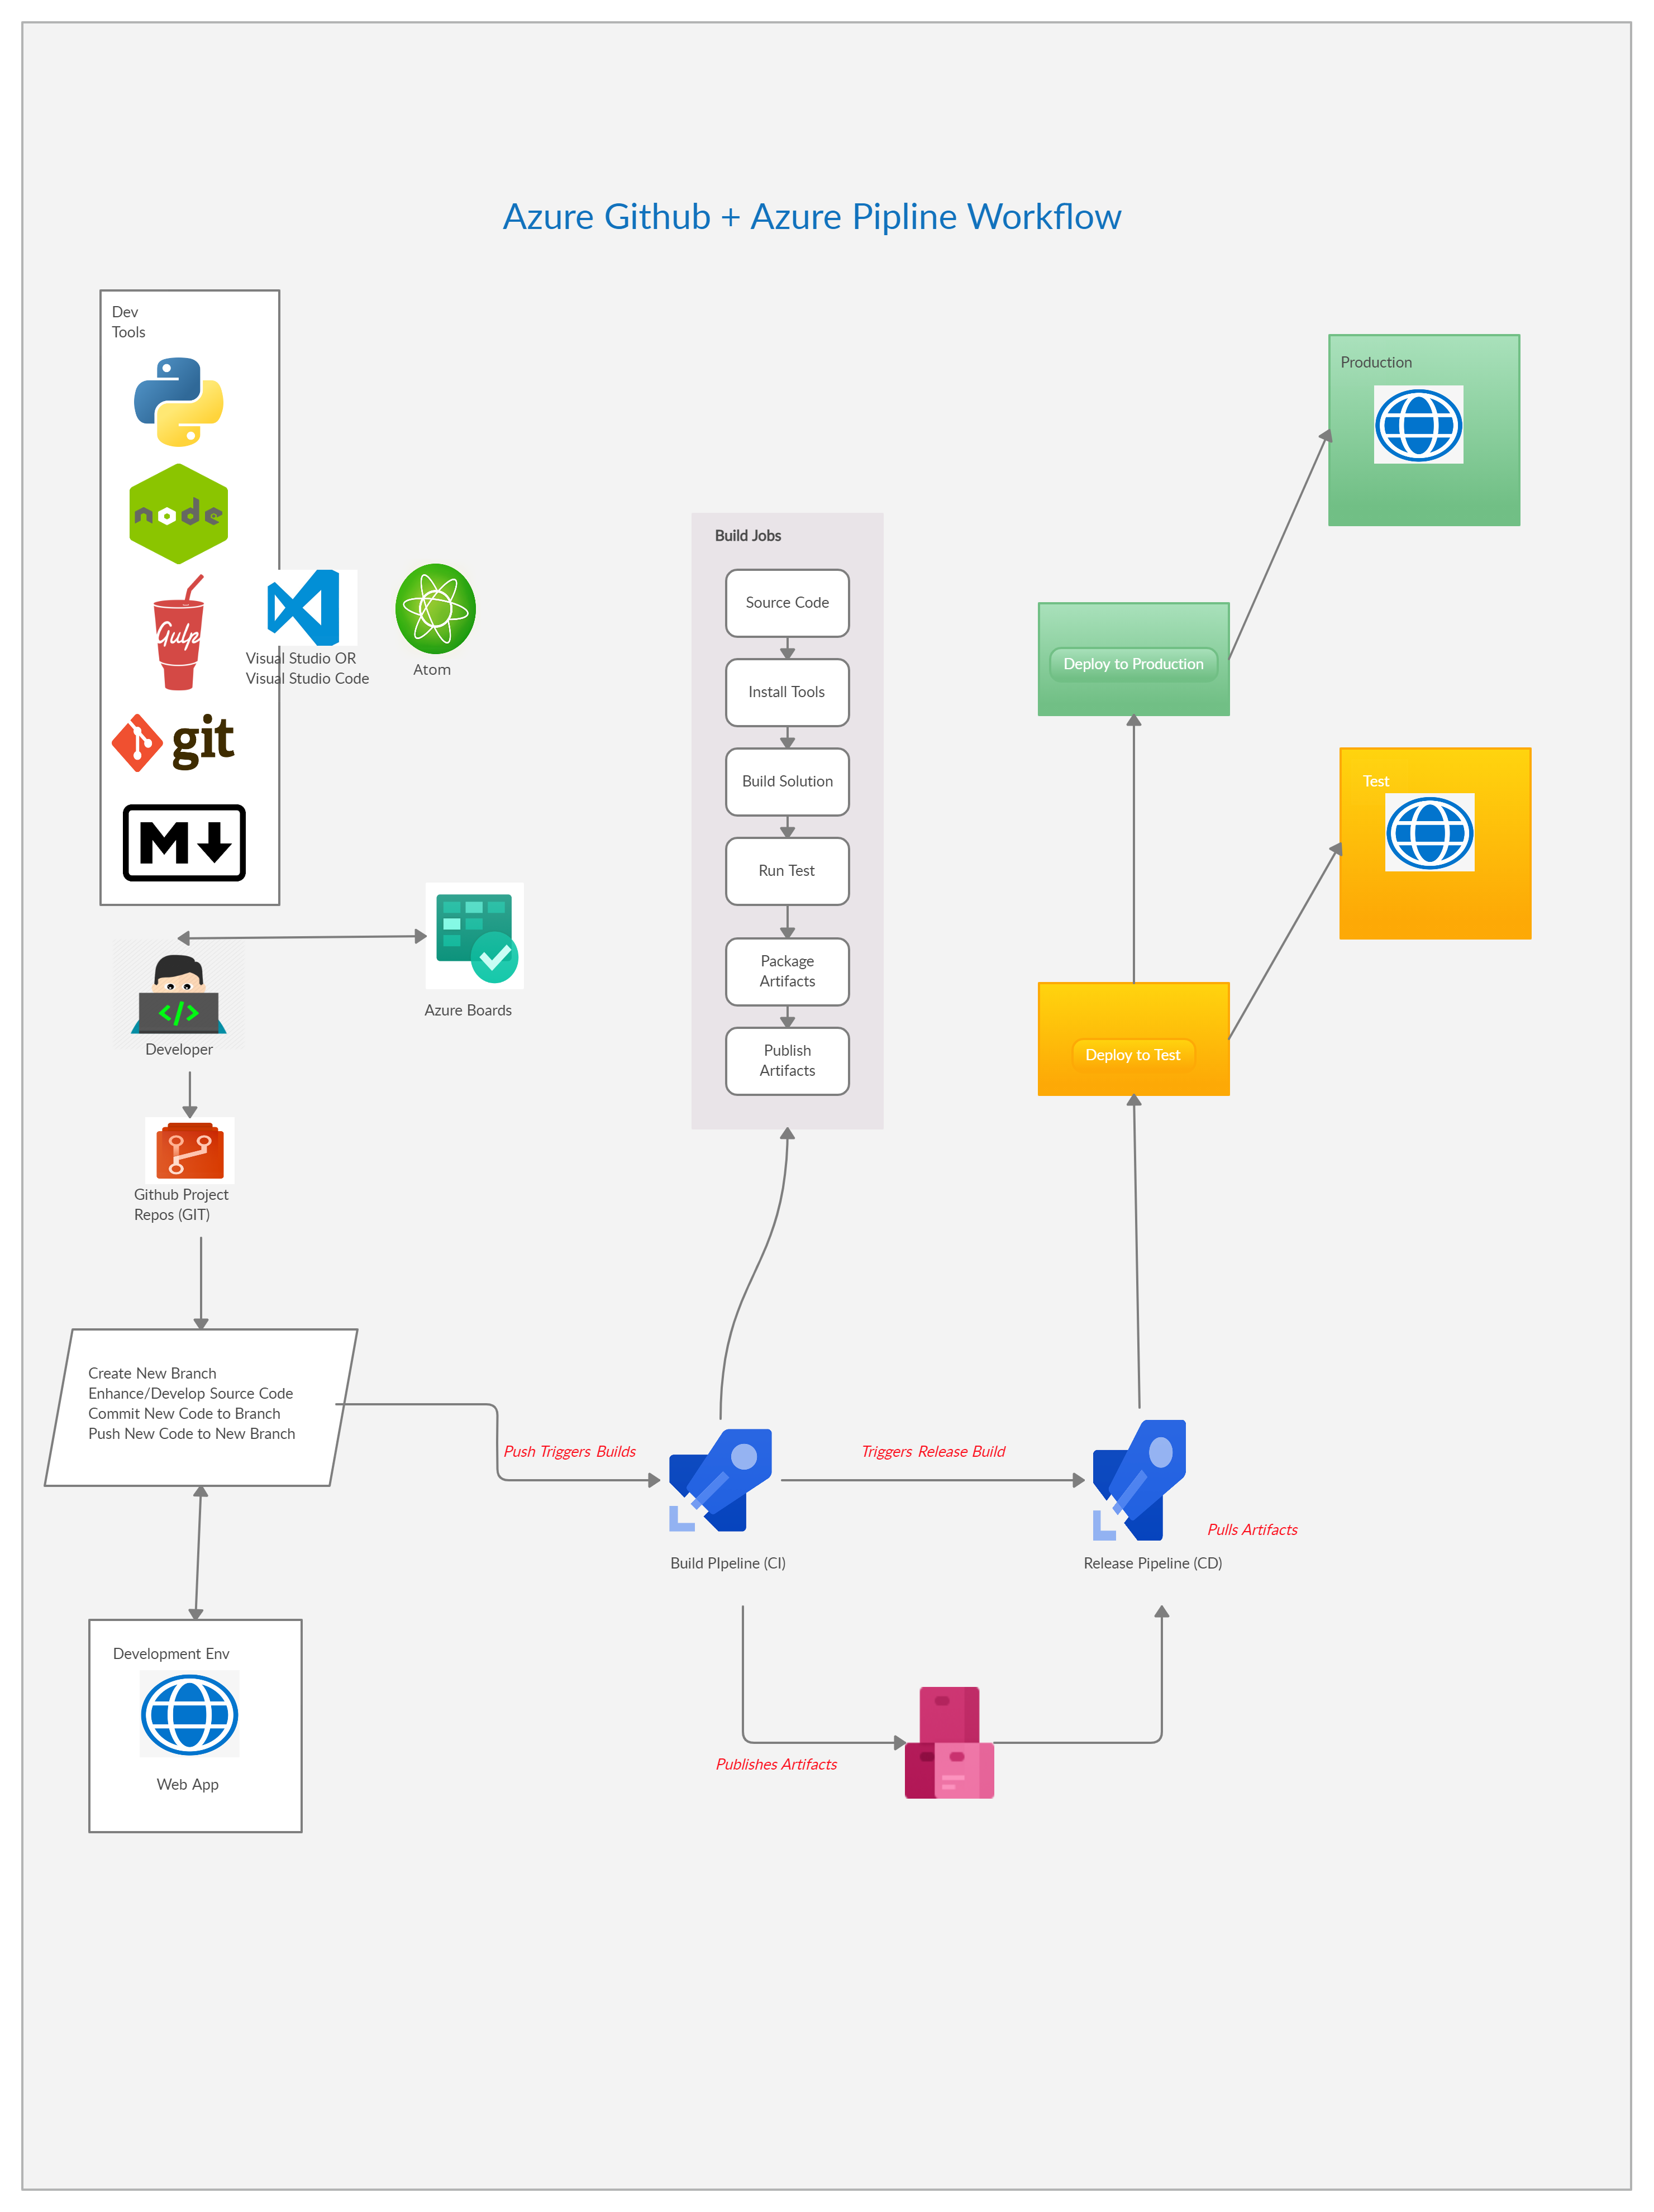 Azure Github + Azure Pipline Workflow
Dev
Tools
node
Gulp
git
M
Visual Studio OR
Visual Studio Code
Atom
Azure Boards
</>
Developer
Github Project
Repos (GIT)
Create New Branch
Enhance/Develop Source Code
Commit New Code to Branch
Push New Code to New Branch
Development Env
Web App
Push Triggers Builds
Build Jobs
Source Code
Install Tools
Build Solution
Run Test
Package
Artifacts
Publish
Artifacts
Build PIpeline (CI)
Triggers Release Build
Publishes Artifacts
Release Pipeline (CD)
Pulls Artifacts
Deploy to Test
Test
Deploy to Production
Production